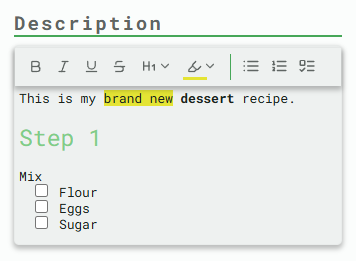 Description
B I U S H1
This is my brand new dessert recipe.
Step 1
Mix
Flour
Eggs
Sugar